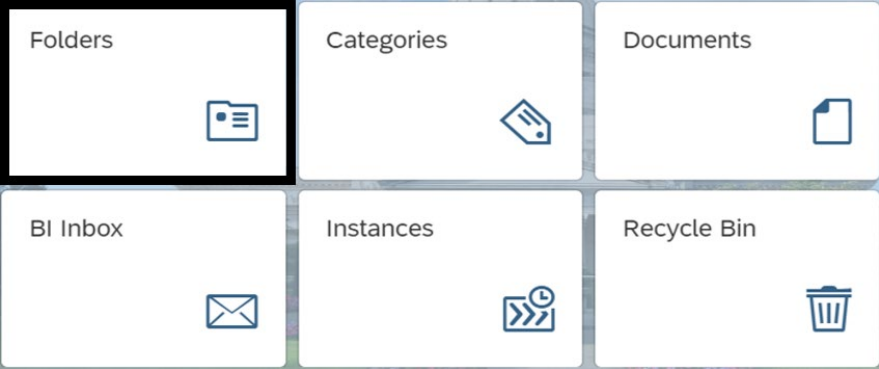 Folders
Categories
Documents
BI Inbox
Instances
Recycle Bin